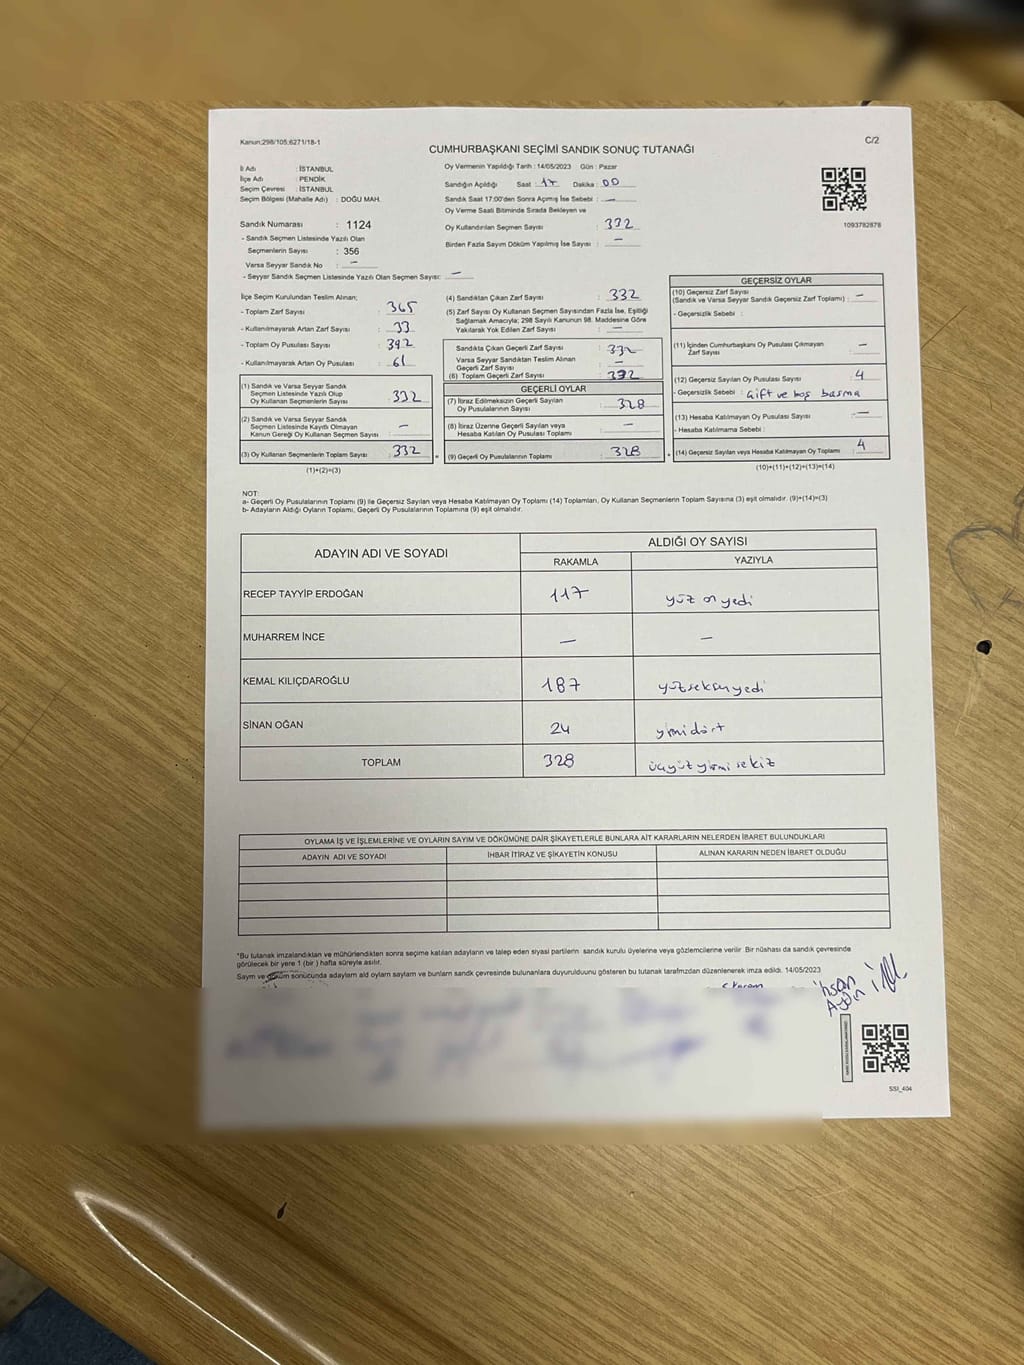 Kanun;298/105;6271/18-1
C/2
CUMHURBAŞKANI SEÇİMİ SANDIK SONUÇ TUTANAĞI
İl Adı : İSTANBUL
İlçe Adı : PENDİK
Seçim Çevresi : İSTANBUL
Seçim Bölgesi (Mahalle Adı) : DOĞU MAH.
Oy Vermenin Yapıldığı Tarih : 14/05/2023 Gün : Pazar
Sandığın Açıldığı Saat : 17 Dakika : 00
Sandık Saat 17:00'den Sonra Açımış İse Sebebi : —
Oy Verme Saati Bitiminde Sırada Bekleyen ve
Oy Kullandırılan Seçmen Sayısı : 332
Birden Fazla Sayım Döküm Yapılmış İse Sayısı : —
1093782878
Sandık Numarası : 1124
- Sandık Seçmen Listesinde Yazılı Olan
Seçmenlerin Sayısı : 356
Varsa Seyyar Sandık No : —
- Seyyar Sandık Seçmen Listesinde Yazılı Olan Seçmen Sayısı: —
İlçe Seçim Kurulundan Teslim Alınan;
- Toplam Zarf Sayısı : 365
- Kullanılmayarak Artan Zarf Sayısı : 33
- Toplam Oy Pusulası Sayısı : 392
- Kullanılmayarak Artan Oy Pusulası : 61
(1) Sandık ve Varsa Seyyar Sandık
Seçmen Listesinde Yazılı Olup
Oy Kullanan Seçmenlerin Sayısı : 332
(2) Sandık ve Varsa Seyyar Sandık
Seçmen Listesinde Kayıtlı Olmayan
Kanun Gereği Oy Kullanan Seçmen Sayısı : —
(3) Oy Kullanan Seçmenlerin Toplam Sayısı : 332
(1)+(2)=(3)
(4) Sandıktan Çıkan Zarf Sayısı : 332
(5) Zarf Sayısı Oy Kullanan Seçmen Sayısından Fazla İse, Eşitliği
Sağlamak Amacıyla; 298 Sayılı Kanunun 98. Maddesine Göre
Yakılarak Yok Edilen Zarf Sayısı : —
Sandıkta Çıkan Geçerli Zarf Sayısı : 332
Varsa Seyyar Sandıktan Teslim Alınan
Geçerli Zarf Sayısı : —
(6) Toplam Geçerli Zarf Sayısı : 332
GEÇERLİ OYLAR
(7) İtiraz Edilmeksizin Geçerli Sayılan
Oy Pusulalarının Sayısı : 328
(8) İtiraz Üzerine Geçerli Sayılan veya
Hesaba Katılan Oy Pusulası Toplamı : —
(9) Geçerli Oy Pusulalarının Toplamı : 328
GEÇERSİZ OYLAR
(10) Geçersiz Zarf Sayısı
(Sandık ve Varsa Seyyar Sandık Geçersiz Zarf Toplamı) : —
- Geçersizlik Sebebi :
(11) İçinden Cumhurbaşkanı Oy Pusulası Çıkmayan
Zarf Sayısı : —
(12) Geçersiz Sayılan Oy Pusulası Sayısı : 4
- Geçersizlik Sebebi : Çift ve boş basma
(13) Hesaba Katılmayan Oy Pusulası Sayısı : —
- Hesaba Katılmama Sebebi :
(14) Geçersiz Sayılan veya Hesaba Katılmayan Oy Toplamı : 4
(10)+(11)+(12)+(13)=(14)
NOT:
a- Geçerli Oy Pusulalarının Toplamı (9) ile Geçersiz Sayılan veya Hesaba Katılmayan Oy Toplamı (14) Toplamları, Oy Kullanan Seçmenlerin Toplam Sayısına (3) eşit olmalıdır. (9)+(14)=(3)
b- Adayların Aldığı Oyların Toplamı, Geçerli Oy Pusulalarının Toplamına (9) eşit olmalıdır.
ADAYIN ADI VE SOYADI
ALDIĞI OY SAYISI
RAKAMLA YAZIYLA
RECEP TAYYİP ERDOĞAN 117 yüz on yedi
MUHARREM İNCE — —
KEMAL KILIÇDAROĞLU 187 yüzseksenyedi
SİNAN OĞAN 24 yirmidört
TOPLAM 328 üçyüzyirmi sekiz
OYLAMA İŞ VE İŞLEMLERİNE VE OYLARIN SAYIM VE DÖKÜMÜNE DAİR ŞİKAYETLERLE BUNLARA AİT KARARLARIN NELERDEN İBARET BULUNDUKLARI
ADAYIN ADI VE SOYADI İHBAR İTİRAZ VE ŞİKAYETİN KONUSU ALINAN KARARIN NEDEN İBARET OLDUĞU
*Bu tutanak imzalandıktan ve mühürlendikten sonra seçime katılan adayların ve talep eden siyasi partilerin sandık kurulu üyelerine veya gözlemcilerine verilir. Bir nüshası da sandık çevresinde
görülecek bir yere 1 (bir ) hafta süreyle asılır.
Sayım ve döküm sonucunda adayların ald oyların sayları ve bunların sandk çevresinde bulunanlara duyurulduunu gösteren bu tutanak tarafmzdan düzenlenerek imza edildi. 14/05/2023
İhsan
Aydın
SSI_404